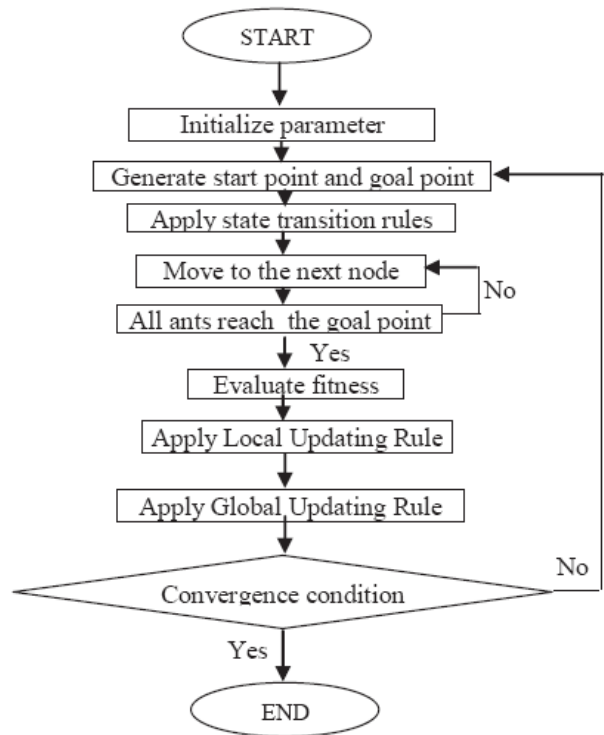 START
Initialize parameter
Generate start point and goal point
Apply state transition rules
Move to the next node
No
All ants reach the goal point
Yes
Evaluate fitness
Apply Local Updating Rule
Apply Global Updating Rule
No
Convergence condition
Yes
END